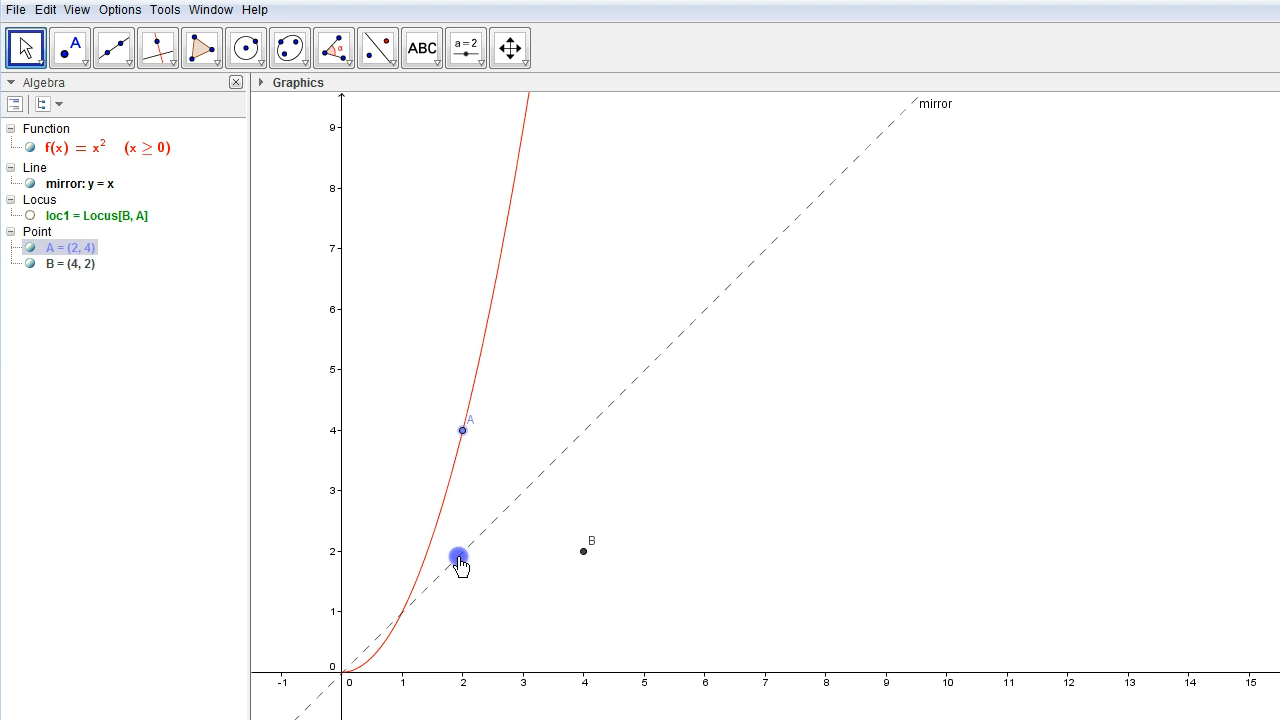 File Edit View Options Tools Window Help
A α ABC a=2
Algebra
Graphics
Function
f(x) = x² (x ≥ 0)
Line
mirror: y = x
Locus
loc1 = Locus[B, A]
Point
A = (2, 4)
B = (4, 2)
mirror
9
8
7
6
5
4
A
3
2
B
1
0
-1 0 1 2 3 4 5 6 7 8 9 10 11 12 13 14 15